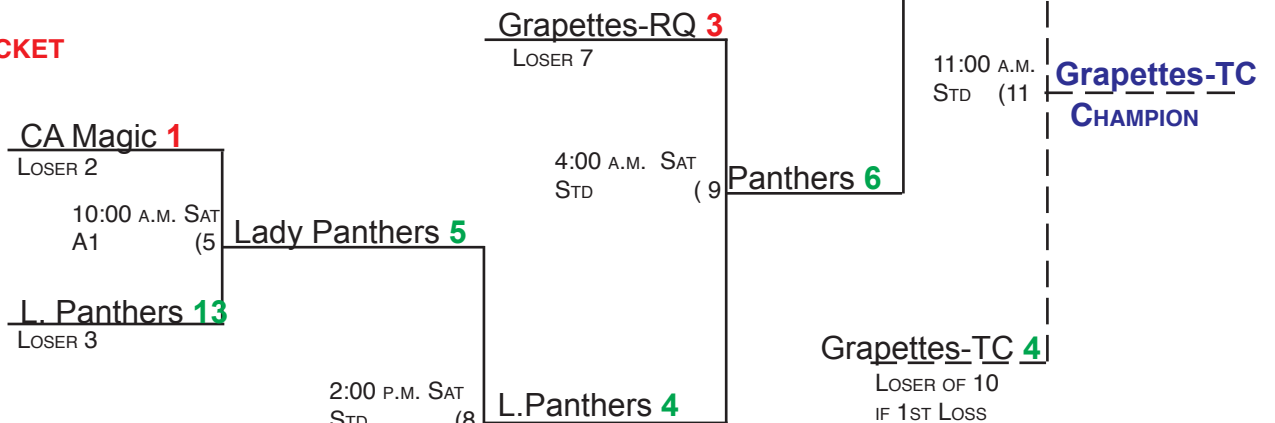 Grapettes-RQ 3
CKET
LOSER 7
11:00 A.M.
Grapettes-TC
STD (11
CHAMPION
CA Magic 1
LOSER 2
4:00 A.M. SAT
STD ( 9
Panthers 6
10:00 A.M. SAT
A1 (5
Lady Panthers 5
L. Panthers 13
LOSER 3
Grapettes-TC 4
LOSER OF 10
IF 1ST LOSS
2:00 P.M. SAT
STD (8
L.Panthers 4